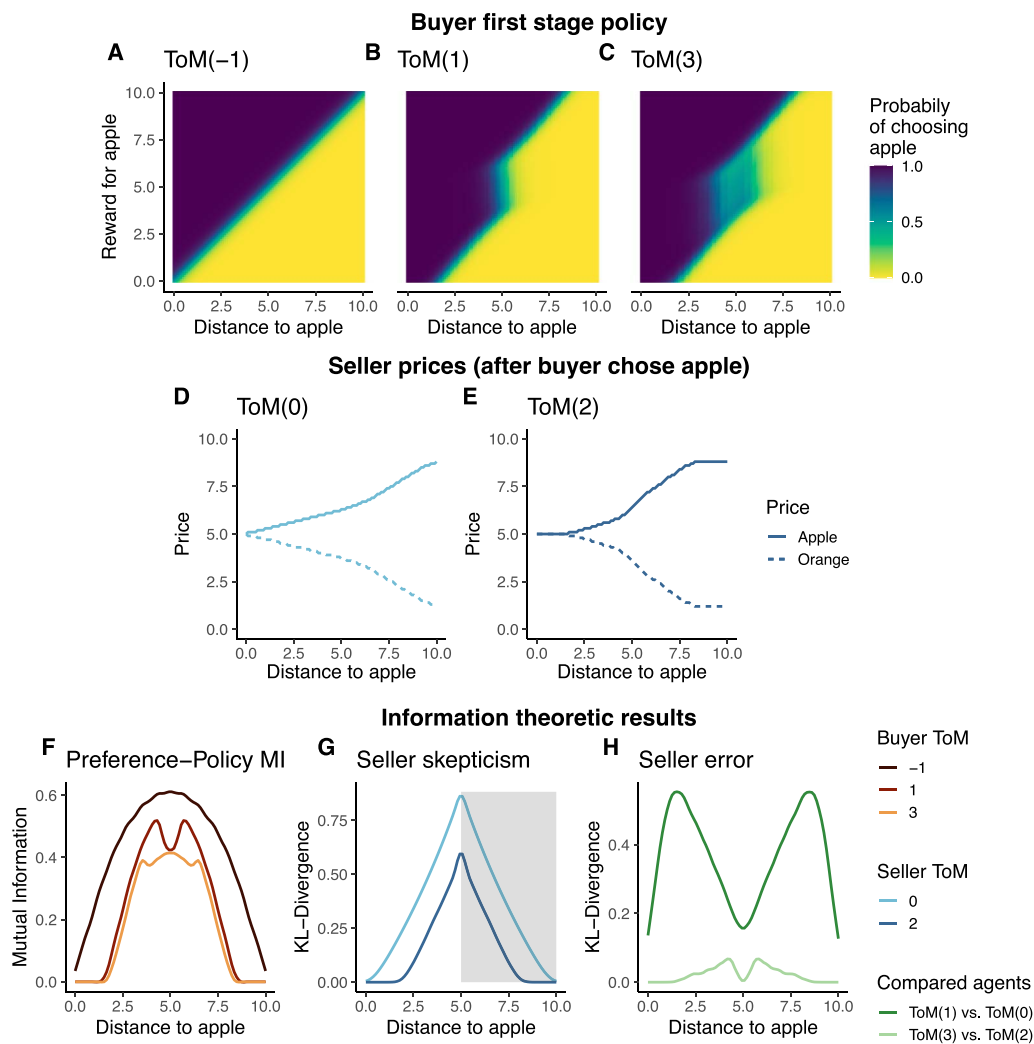 Buyer first stage policy
A ToM(−1)
B ToM(1)
C ToM(3)
Reward for apple
10.0
7.5
5.0
2.5
0.0
0.0 2.5 5.0 7.5 10.0
Distance to apple
0.0 2.5 5.0 7.5 10.0
Distance to apple
0.0 2.5 5.0 7.5 10.0
Distance to apple
Probabily
of choosing
apple
1.0
0.5
0.0
Seller prices (after buyer chose apple)
D ToM(0)
Price
10.0
7.5
5.0
2.5
0.0
0.0 2.5 5.0 7.5 10.0
Distance to apple
E ToM(2)
Price
10.0
7.5
5.0
2.5
0.0
0.0 2.5 5.0 7.5 10.0
Distance to apple
Price
Apple
Orange
Information theoretic results
F Preference−Policy MI
Mutual Information
0.6
0.4
0.2
0.0
0.0 2.5 5.0 7.5 10.0
Distance to apple
G Seller skepticism
KL−Divergence
0.75
0.50
0.25
0.00
0.0 2.5 5.0 7.5 10.0
Distance to apple
H Seller error
KL−Divergence
0.4
0.2
0.0
0.0 2.5 5.0 7.5 10.0
Distance to apple
Buyer ToM
−1
1
3
Seller ToM
0
2
Compared agents
ToM(1) vs. ToM(0)
ToM(3) vs. ToM(2)